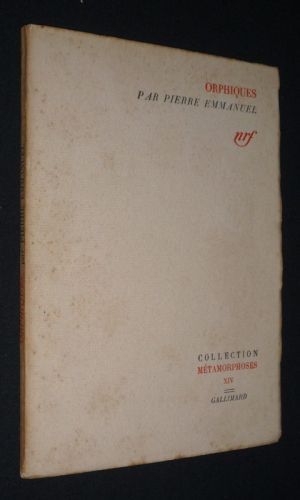 ORPHIQUES
PAR PIERRE EMMANUEL
nrf
COLLECTION
MÉTAMORPHOSES
XIV
GALLIMARD